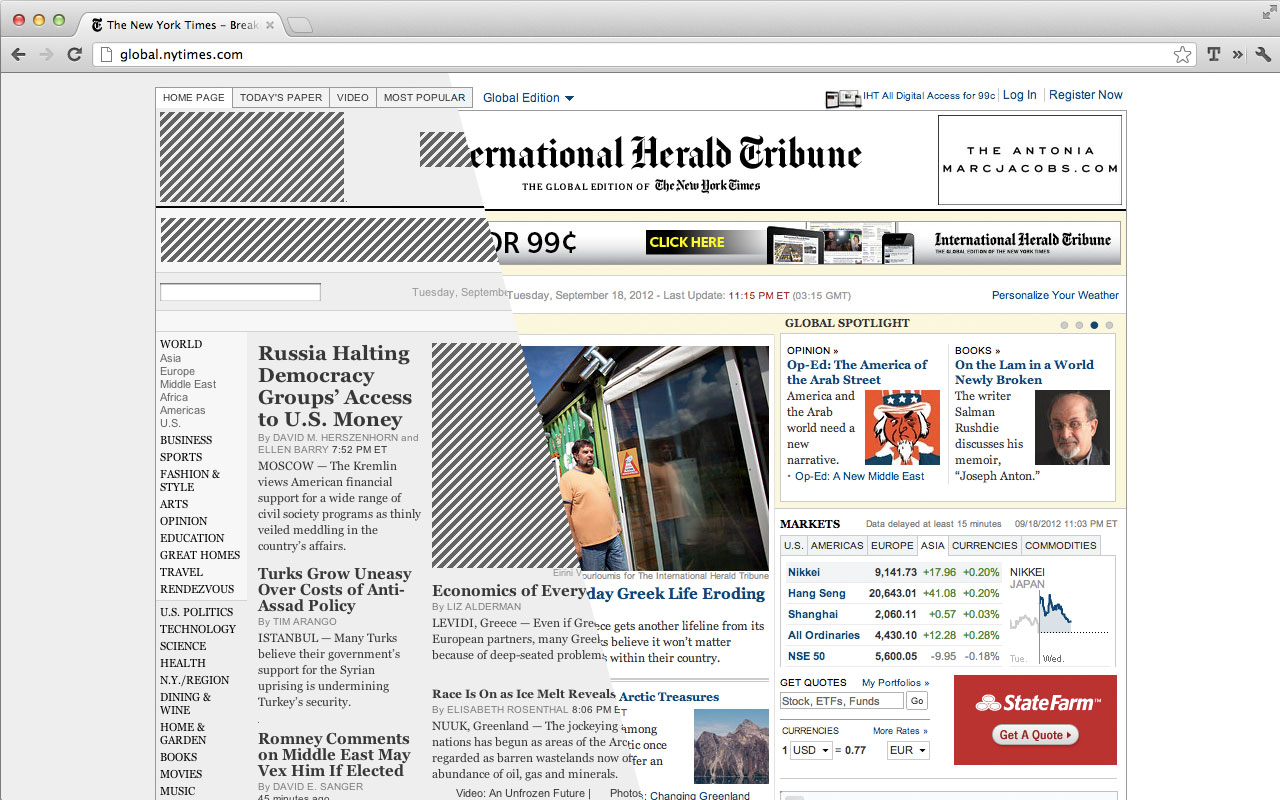 The New York Times - Break
global.nytimes.com
HOME PAGE
TODAY'S PAPER
VIDEO
MOST POPULAR
Global Edition
IHT All Digital Access for 99c
Log In
Register Now
ernational Herald Tribune
THE GLOBAL EDITION OF The New York Times
THE ANTONIA
MARCJACOBS.COM
OR 99¢
CLICK HERE
International Herald Tribune
THE GLOBAL EDITION OF THE NEW YORK TIMES
Tuesday, Septembe
Tuesday, September 18, 2012 - Last Update: 11:15 PM ET (03:15 GMT)
Personalize Your Weather
WORLD
Asia
Europe
Middle East
Africa
Americas
U.S.
BUSINESS
SPORTS
FASHION &
STYLE
ARTS
OPINION
EDUCATION
GREAT HOMES
TRAVEL
RENDEZVOUS
U.S. POLITICS
TECHNOLOGY
SCIENCE
HEALTH
N.Y./REGION
DINING &
WINE
HOME &
GARDEN
BOOKS
MOVIES
MUSIC
Russia Halting
Democracy
Groups’ Access
to U.S. Money
By DAVID M. HERSZENHORN and
ELLEN BARRY 7:52 PM ET
MOSCOW — The Kremlin
views American financial
support for a wide range of
civil society programs as thinly
veiled meddling in the
country’s affairs.
Turks Grow Uneasy
Over Costs of Anti-
Assad Policy
By TIM ARANGO
ISTANBUL — Many Turks
believe their government’s
support for the Syrian
uprising is undermining
Turkey’s security.
Romney Comments
on Middle East May
Vex Him If Elected
By DAVID E. SANGER
45 minutes ago
Eirini V
ourloumis for The International Herald Tribune
Economics of Everyday Greek Life Eroding
By LIZ ALDERMAN
LEVIDI, Greece — Even if Greece gets another lifeline from its
European partners, many Greeks believe it won’t matter
because of deep-seated problems within their country.
Race Is On as Ice Melt Reveals Arctic Treasures
By ELISABETH ROSENTHAL 8:06 PM ET
NUUK, Greenland — The jockeying among
nations has begun as areas of the Arctic once
regarded as barren wastelands now offer an
abundance of oil, gas and minerals.
Video: An Unfrozen Future |
Photos
: Changing Greenland
GLOBAL SPOTLIGHT
OPINION »
Op-Ed: The America of
the Arab Street
America and
the Arab
world need a
new
narrative.
· Op-Ed: A New Middle East
BOOKS »
On the Lam in a World
Newly Broken
The writer
Salman
Rushdie
discusses his
memoir,
“Joseph Anton.”
MARKETS
Data delayed at least 15 minutes
09/18/2012 11:03 PM ET
U.S.
AMERICAS
EUROPE
ASIA
CURRENCIES
COMMODITIES
Nikkei 9,141.73 +17.96 +0.20%
Hang Seng 20,643.01 +41.08 +0.20%
Shanghai 2,060.11 +0.57 +0.03%
All Ordinaries 4,430.10 +12.28 +0.28%
NSE 50 5,600.05 -9.95 -0.18%
NIKKEI
JAPAN
Tue. Wed.
GET QUOTES
My Portfolios »
Stock, ETFs, Funds
Go
CURRENCIES
More Rates »
1 USD = 0.77 EUR
StateFarm™
Get A Quote